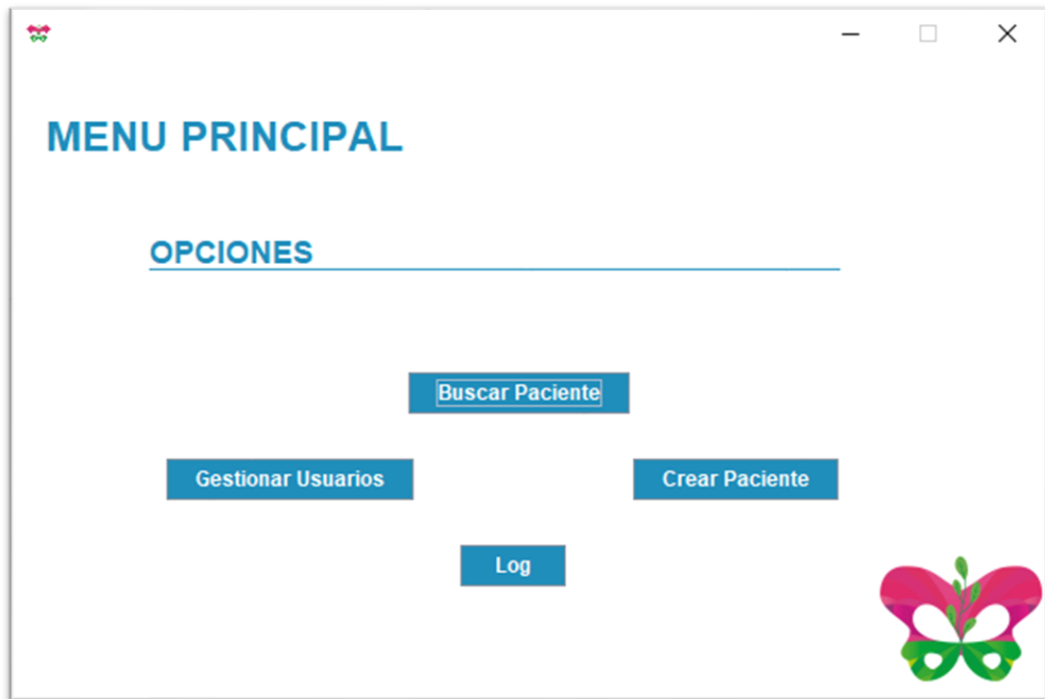 MENU PRINCIPAL
OPCIONES
Buscar Paciente
Gestionar Usuarios
Crear Paciente
Log